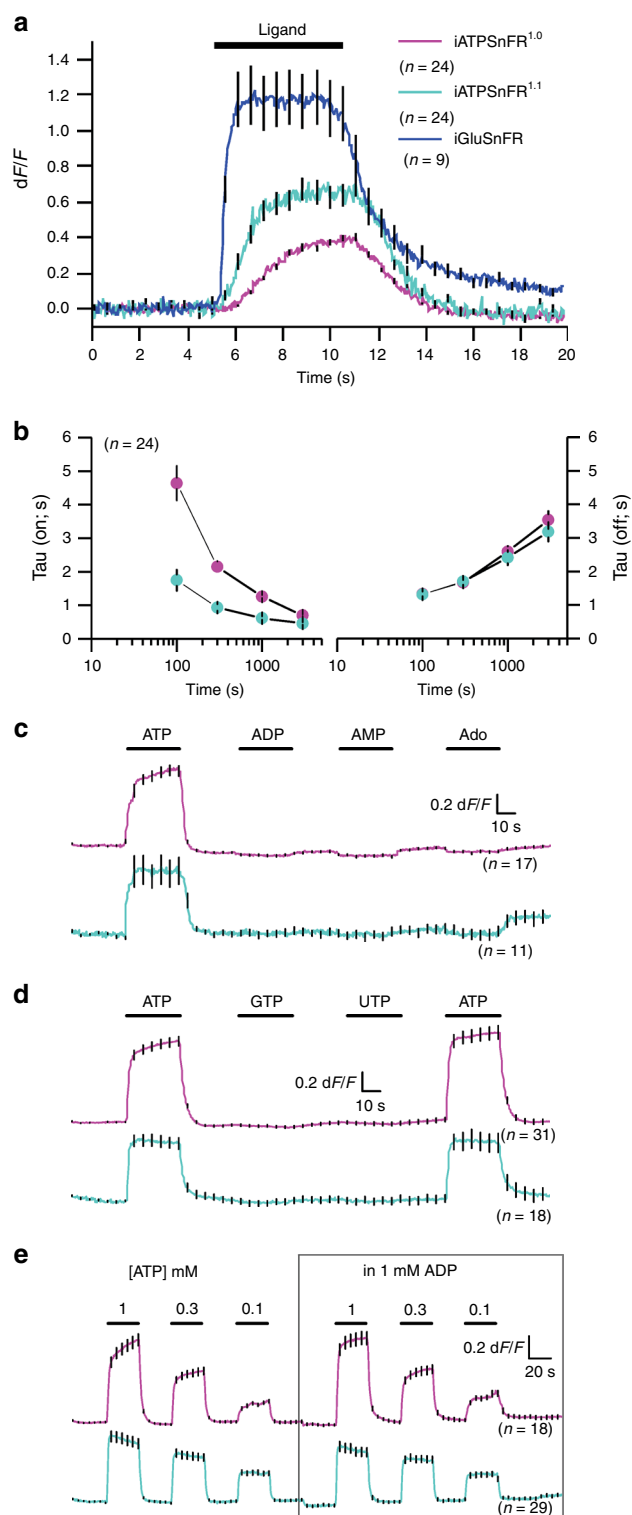 a
Ligand
iATPSnFR1.0
(n = 24)
iATPSnFR1.1
(n = 24)
iGluSnFR
(n = 9)
dF/F
1.4
1.2
1.0
0.8
0.6
0.4
0.2
0.0
0 2 4 6 8 10 12 14 16 18 20
Time (s)
b
(n = 24)
Tau (on; s)
6
5
4
3
2
1
0
10 100 1000
Time (s)
Tau (off; s)
6
5
4
3
2
1
0
10 100 1000
Time (s)
c
ATP ADP AMP Ado
0.2 dF/F
10 s
(n = 17)
(n = 11)
d
ATP GTP UTP ATP
0.2 dF/F
10 s
(n = 31)
(n = 18)
e
[ATP] mM in 1 mM ADP
1 0.3 0.1 1 0.3 0.1
0.2 dF/F
20 s
(n = 18)
(n = 29)